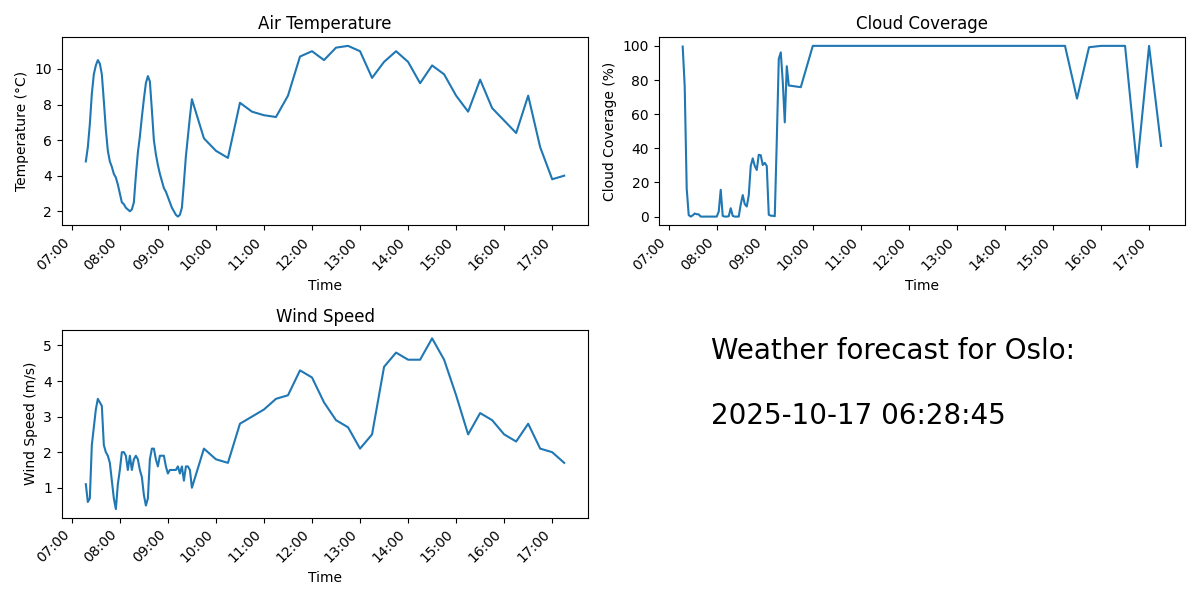 Air Temperature
Temperature (°C)
10
8
6
4
2
07:00 08:00 09:00 10:00 11:00 12:00 13:00 14:00 15:00 16:00 17:00
Time
Cloud Coverage
Cloud Coverage (%)
100
80
60
40
20
0
07:00 08:00 09:00 10:00 11:00 12:00 13:00 14:00 15:00 16:00 17:00
Time
Wind Speed
Wind Speed (m/s)
5
4
3
2
1
07:00 08:00 09:00 10:00 11:00 12:00 13:00 14:00 15:00 16:00 17:00
Time
Weather forecast for Oslo:
2025-10-17 06:28:45